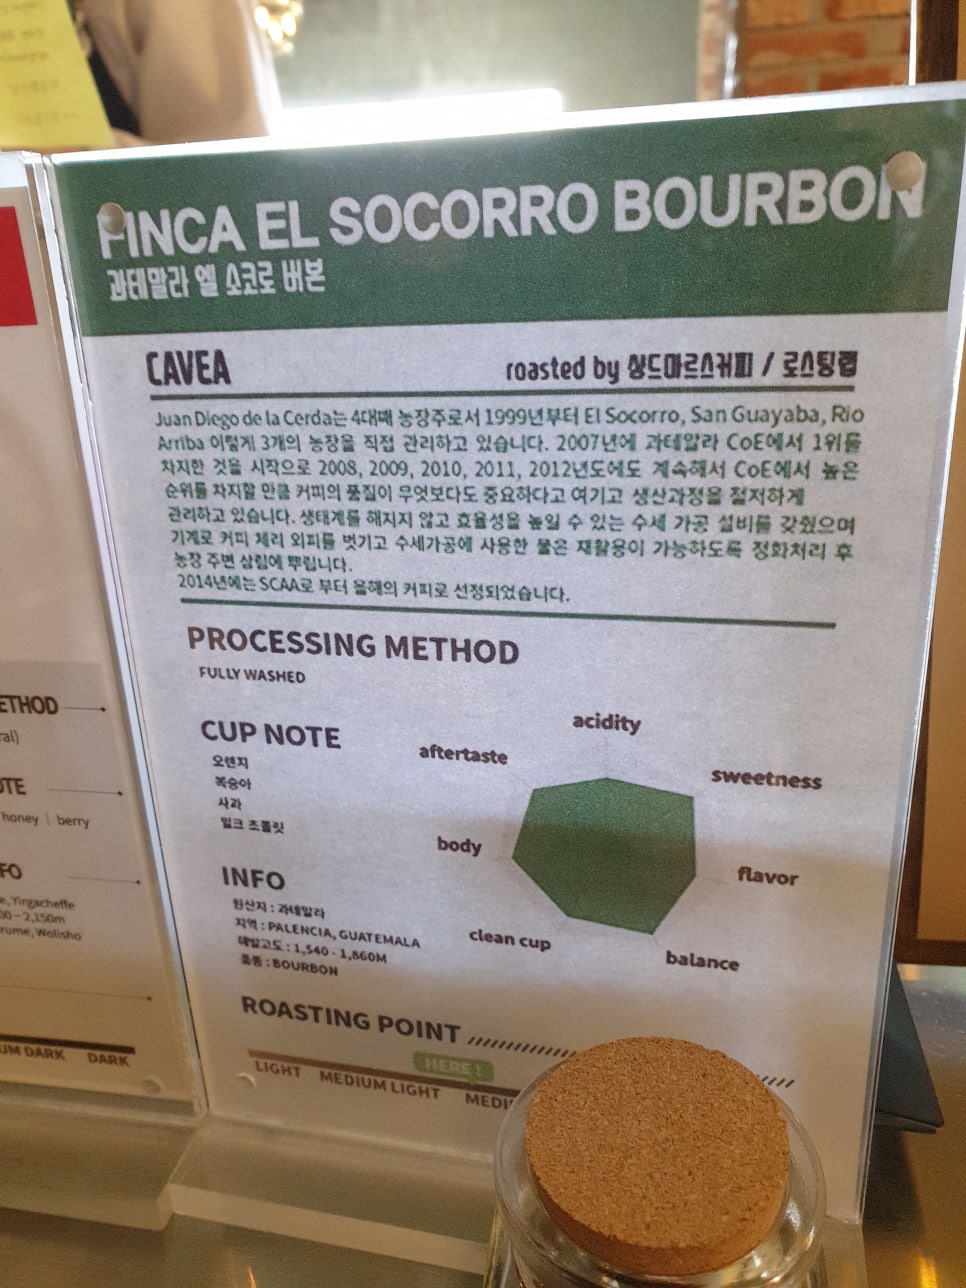 FINCA EL SOCORRO BOURBON
과테말라 엘 소코로 버본
CAVEA
roasted by 상드마르스커피 / 로스팅랩
Juan Diego de la Cerda는 4대째 농장주로서 1999년부터 El Socorro, San Guayaba, Rio
Arriba 이렇게 3개의 농장을 직접 관리하고 있습니다. 2007년에 과테말라 CoE에서 1위를
차지한 것을 시작으로 2008, 2009, 2010, 2011, 2012년도에도 계속해서 CoE에서 높은
순위를 차지할 만큼 커피의 품질이 무엇보다도 중요하다고 여기고 생산과정을 철저하게
관리하고 있습니다. 생태계를 해치지 않고 효율성을 높일 수 있는 수세 가공 설비를 갖췄으며
기계로 커피 체리 외피를 벗기고 수세가공에 사용한 물은 재활용이 가능하도록 정화처리 후
농장 주변 삼림에 뿌립니다.
2014년에는 SCAA로 부터 올해의 커피로 선정되었습니다.
PROCESSING METHOD
FULLY WASHED
CUP NOTE
오렌지
복숭아
사과
밀크 초콜릿
acidity
sweetness
flavor
balance
clean cup
body
aftertaste
INFO
원산지 : 과테말라
지역 : PALENCIA, GUATEMALA
해발고도 : 1,540 - 1,860M
품종 : BOURBON
ROASTING POINT
HERE !
LIGHT MEDIUM LIGHT MEDIU
ETHOD
ral)
OTE
honey | berry
FO
e, Yirgacheffe
00 - 2,150m
rume, Wolisho
UM DARK DARK